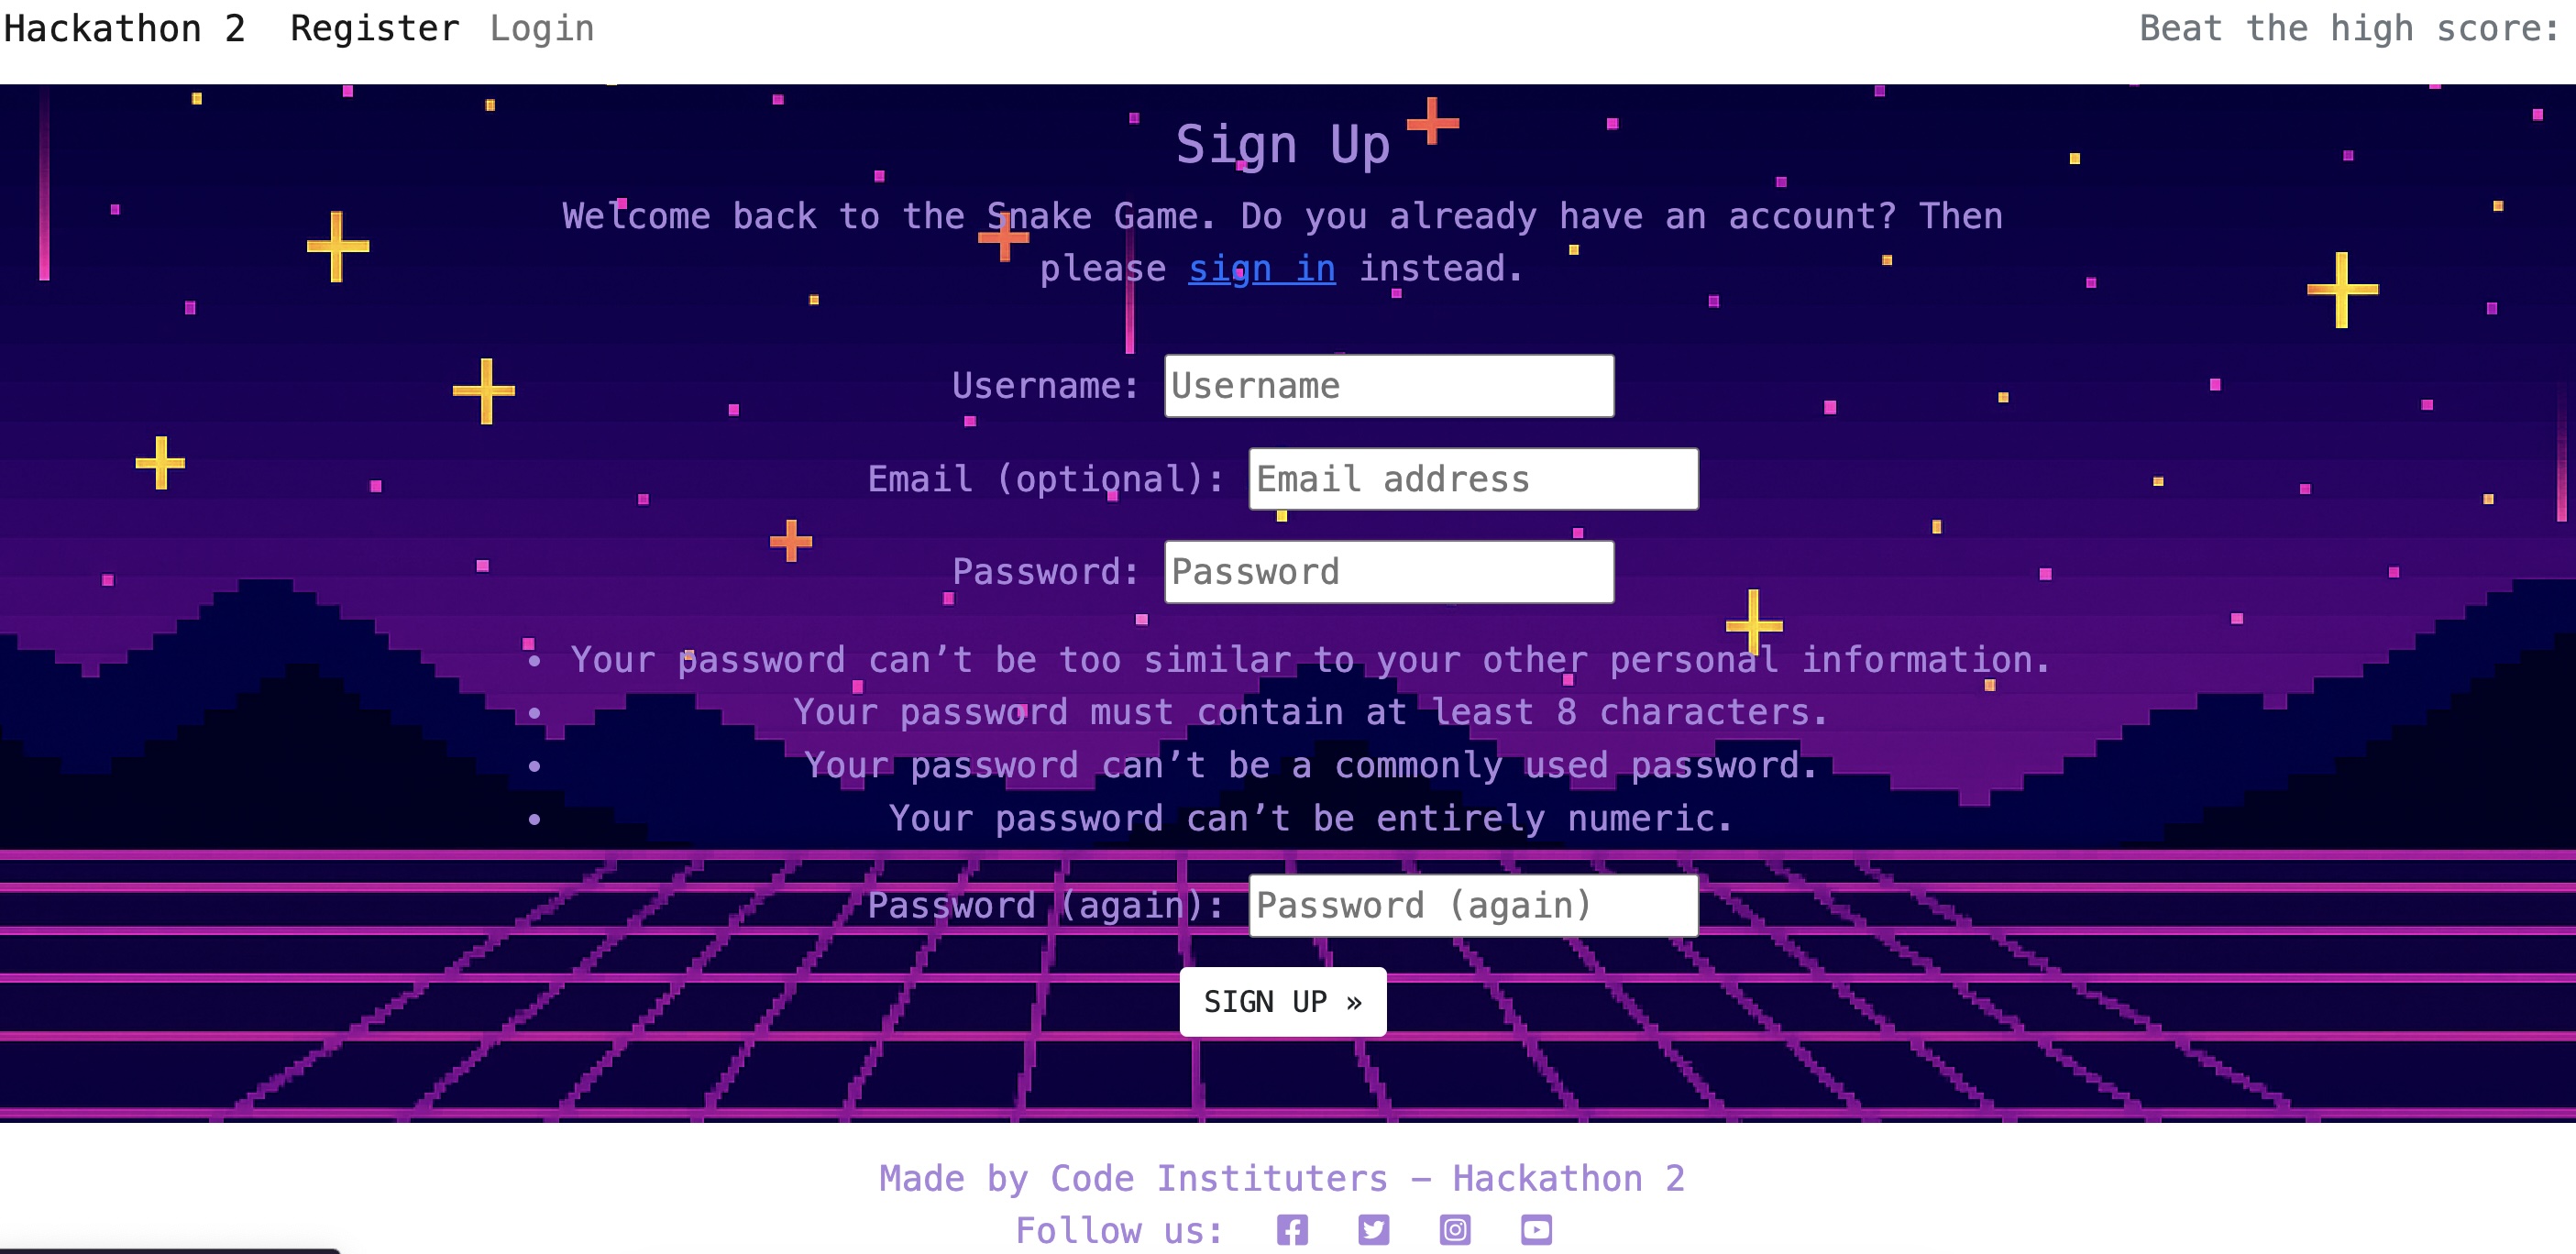 Hackathon 2 Register Login Beat the high score:
Sign Up
Welcome back to the Snake Game. Do you already have an account? Then
please sign in instead.
Username: Username
Email (optional): Email address
Password: Password
• Your password can’t be too similar to your other personal information.
• Your password must contain at least 8 characters.
• Your password can’t be a commonly used password.
• Your password can’t be entirely numeric.
Password (again): Password (again)
SIGN UP »
Made by Code Instituters – Hackathon 2
Follow us: